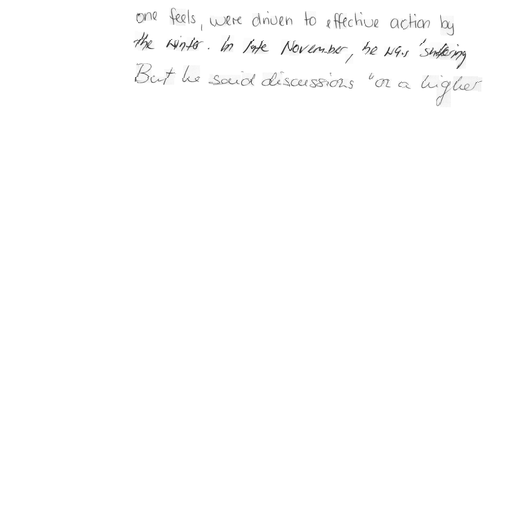 one feels, were driven to effective action by
the winter. In late November, he was 'suffering
But he said discussions "on a higher